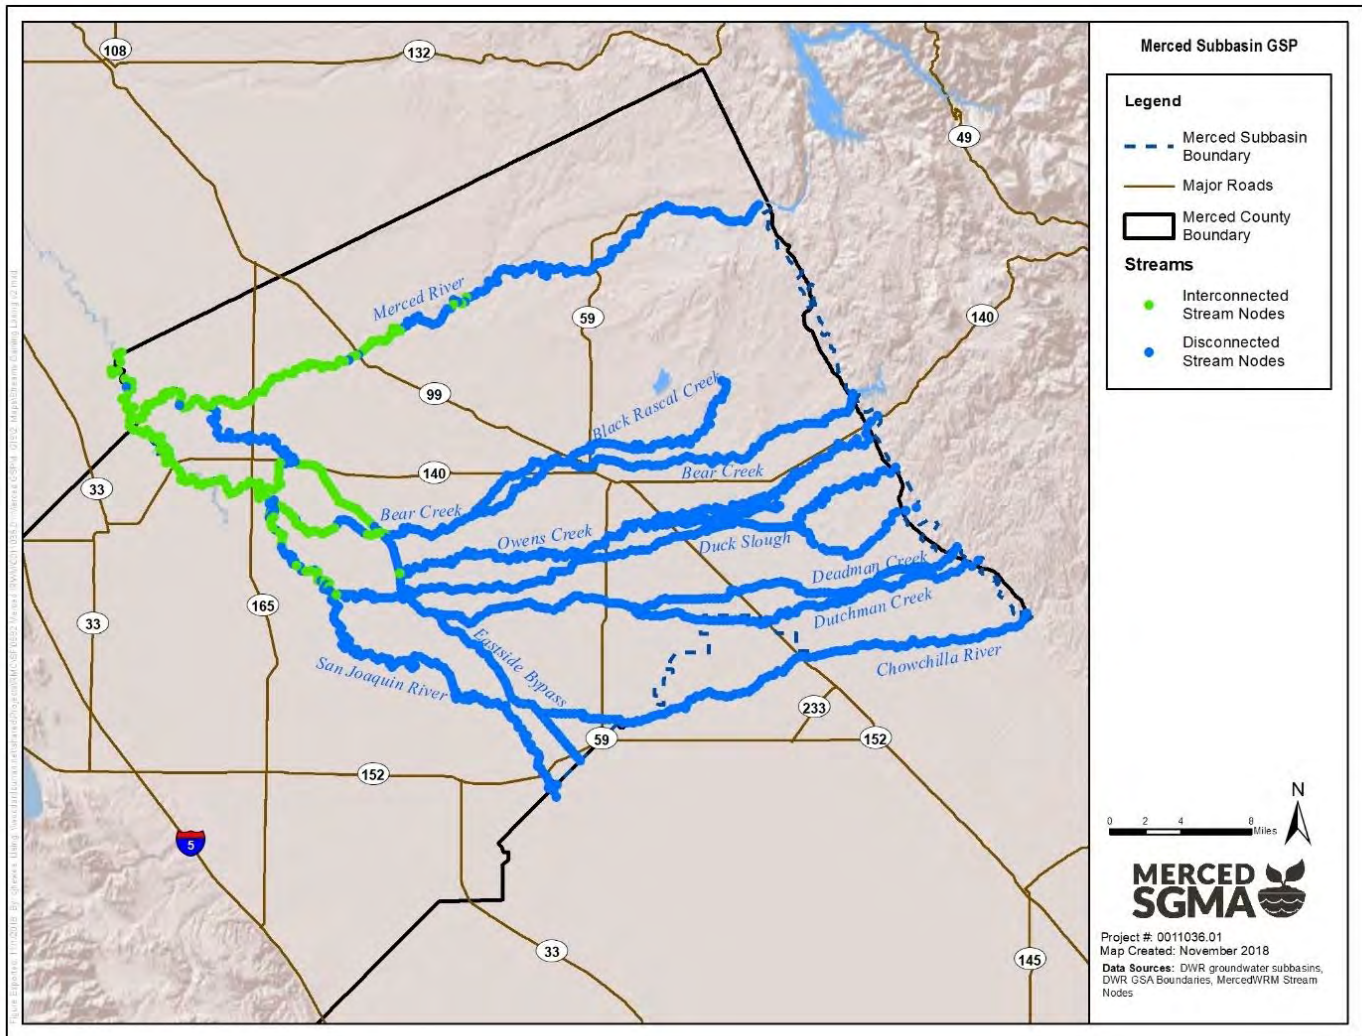 Merced Subbasin GSP
Legend
Merced Subbasin
Boundary
Major Roads
Merced County
Boundary
Streams
Interconnected
Stream Nodes
Disconnected
Stream Nodes
108
132
49
Merced River
59
140
99
Black Rascal Creek
140
Bear Creek
33
Bear Creek
Owens Creek
Duck Slough
Deadman Creek
165
33
Dutchman Creek
Eastside Bypass
San Joaquin River
Chowchilla River
233
59
152
152
5
33
145
N
0 2 4 8
Miles
MERCED
SGMA
Project #: 0011036.01
Map Created: November 2018
Data Sources: DWR groundwater subbasins,
DWR GSA Boundaries, MercedWRM Stream
Nodes